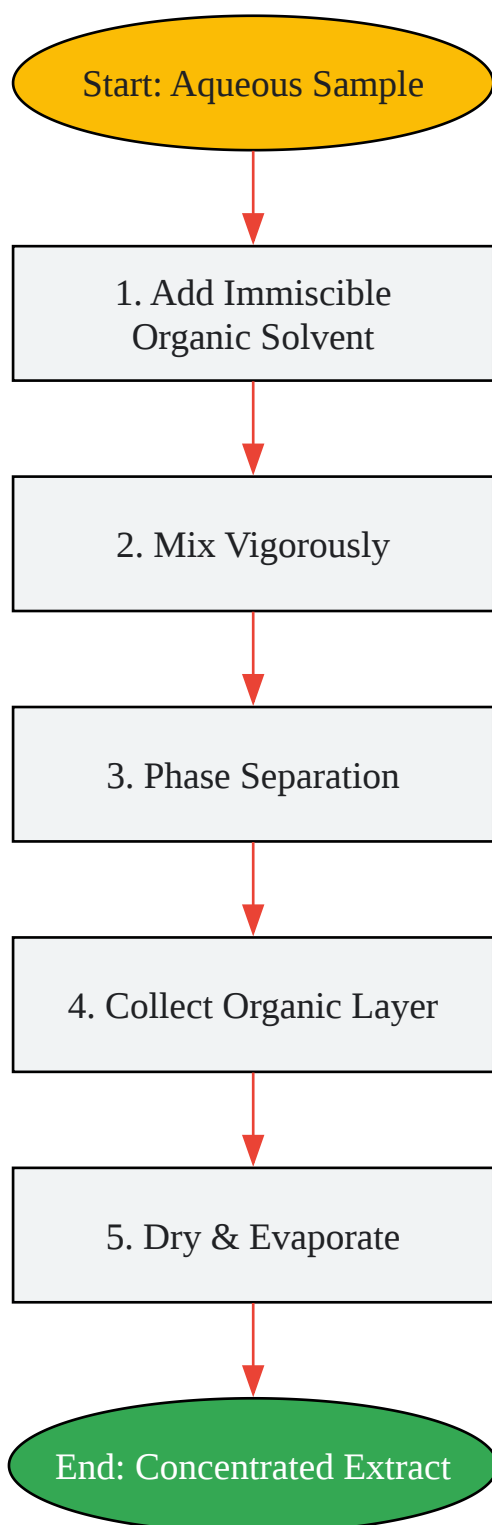 Start: Aqueous Sample
1. Add Immiscible
Organic Solvent
2. Mix Vigorously
3. Phase Separation
4. Collect Organic Layer
5. Dry & Evaporate
End: Concentrated Extract